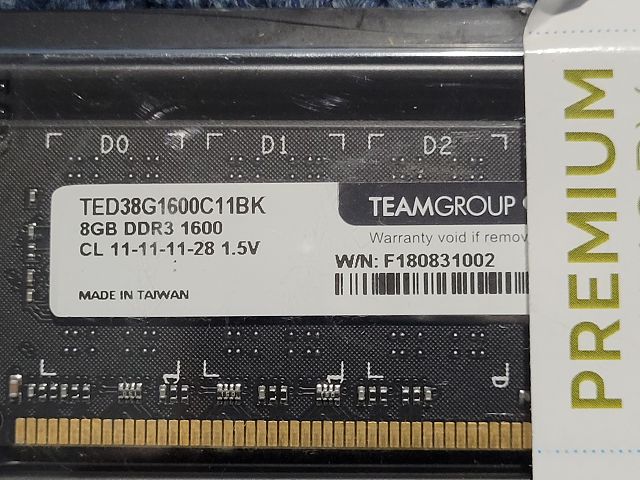 D0 D1 D2
TED38G1600C11BK
8GB DDR3 1600
CL 11-11-11-28 1.5V
MADE IN TAIWAN
TEAMGROUP
Warranty void if remov
W/N: F180831002
PREMIUM